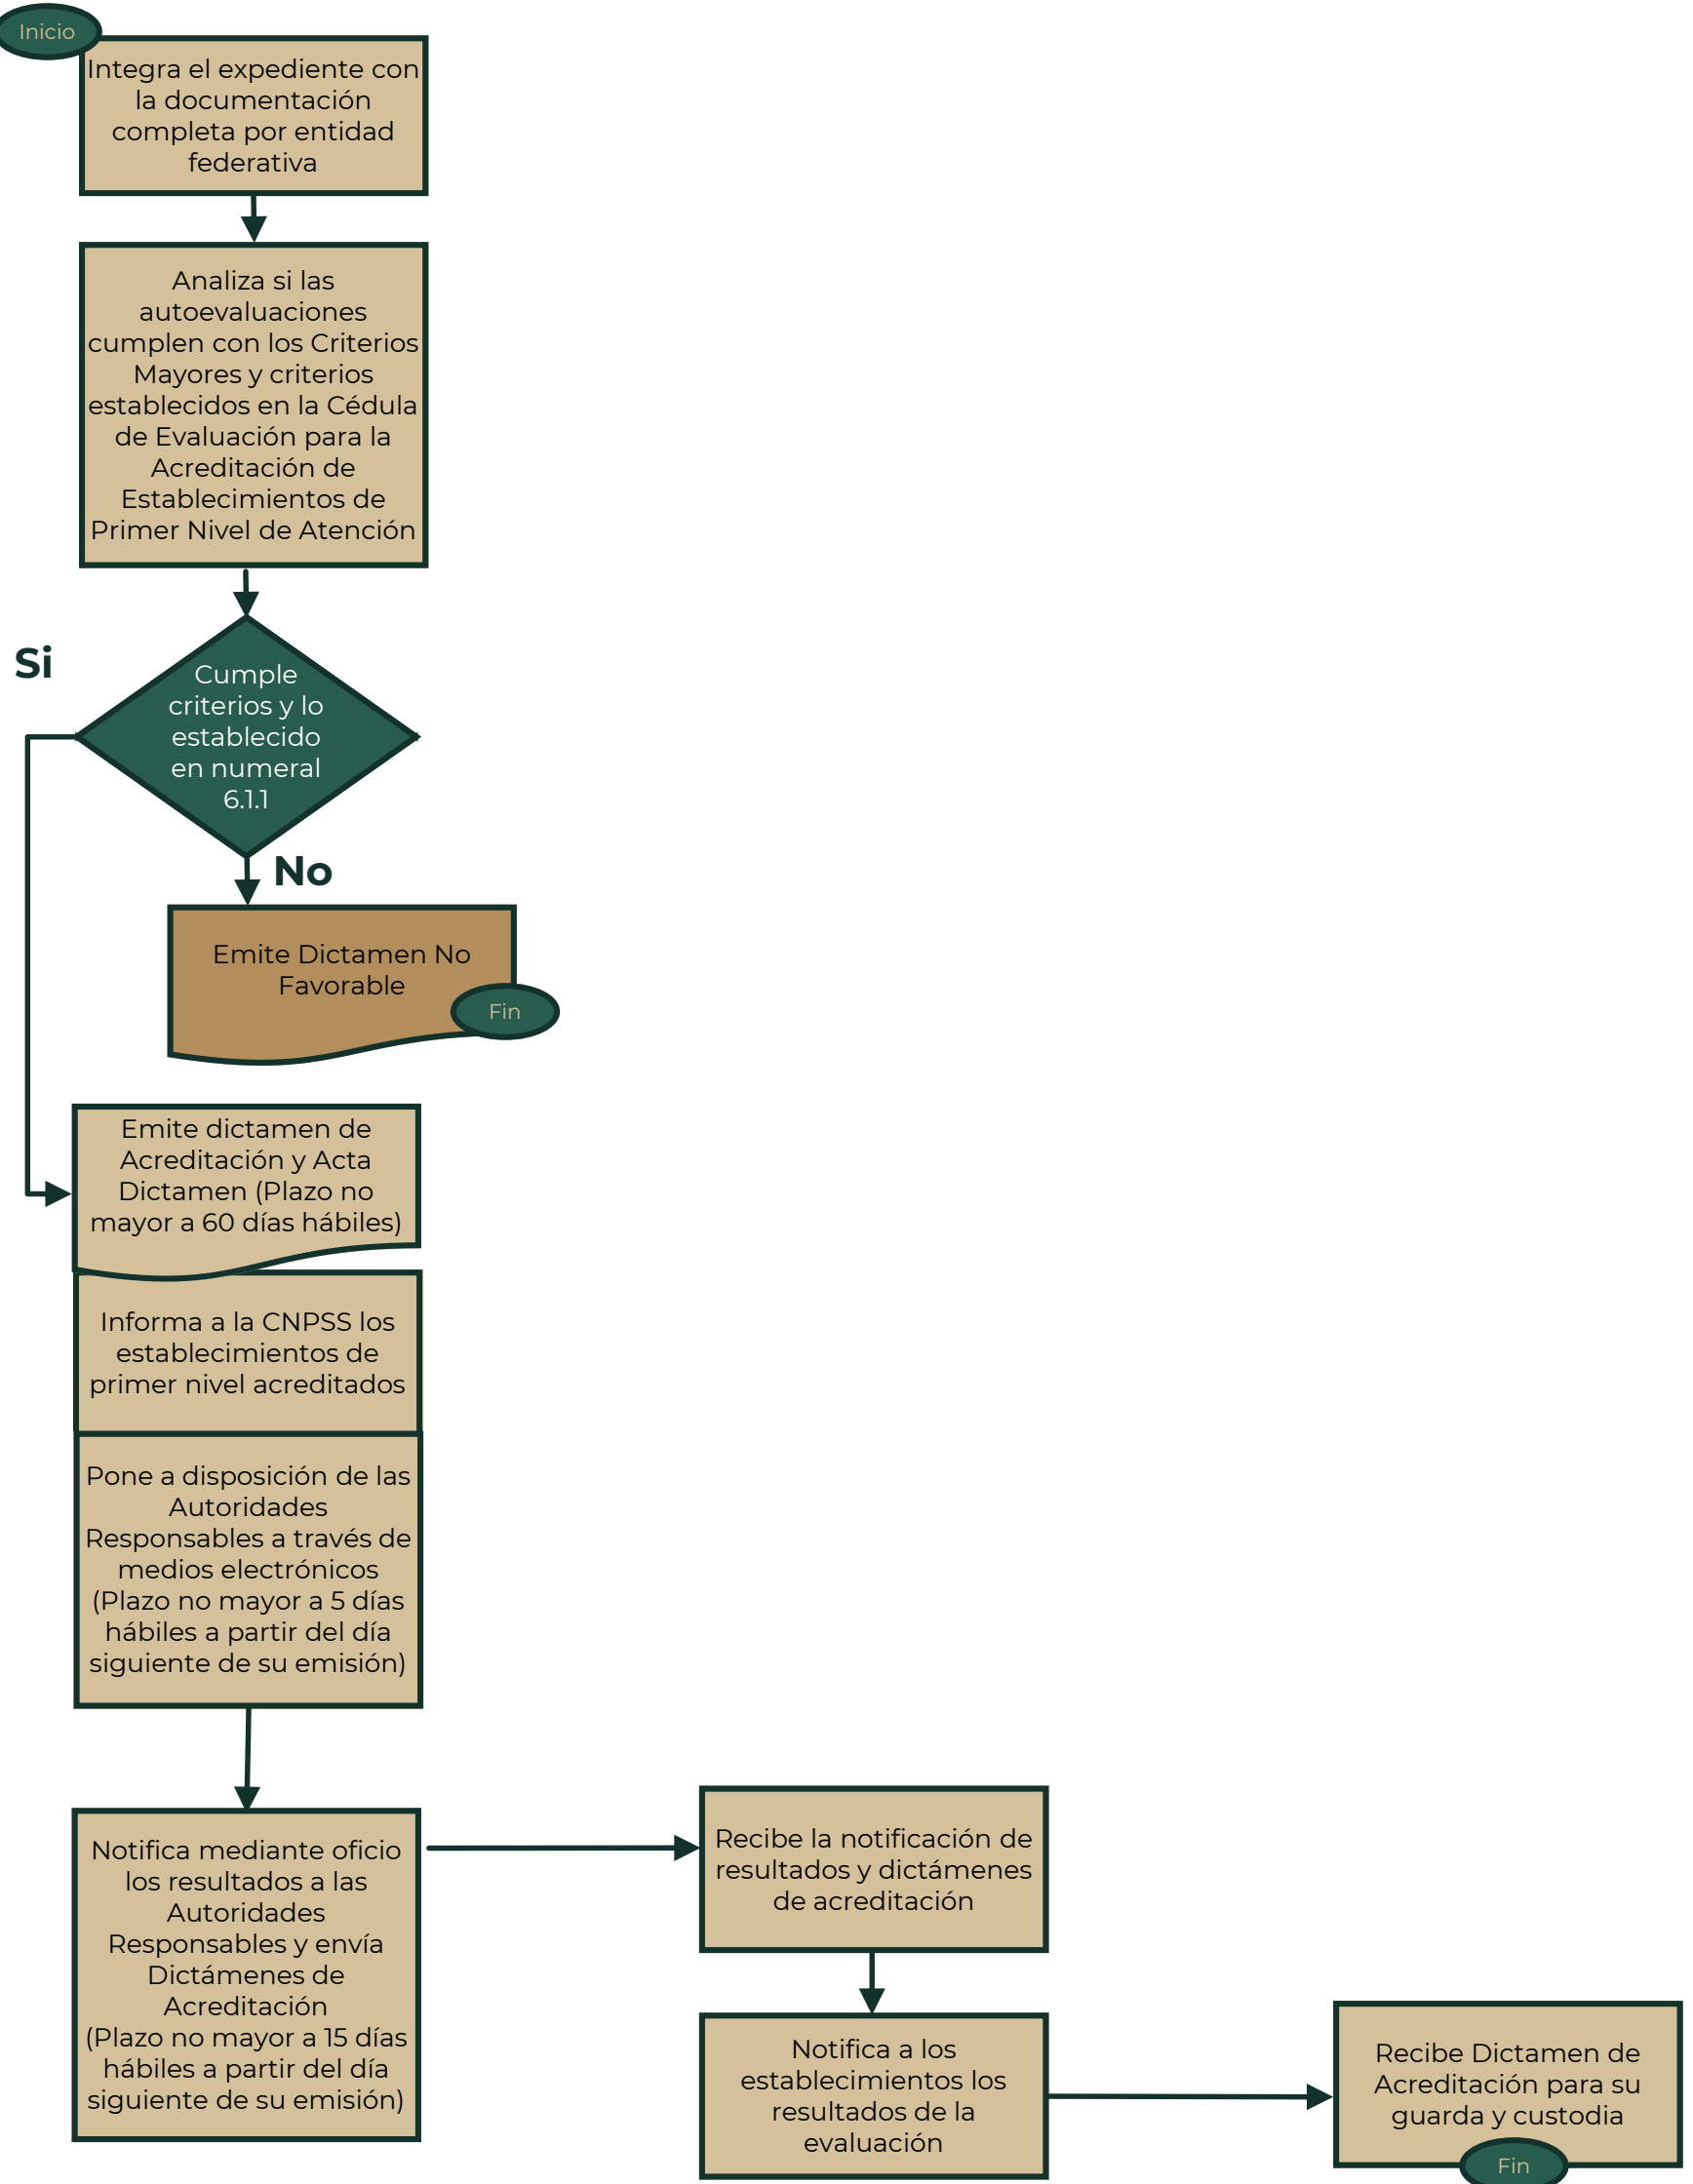 Inicio
Integra el expediente con
la documentación
completa por entidad
federativa
Analiza si las
autoevaluaciones
cumplen con los Criterios
Mayores y criterios
establecidos en la Cédula
de Evaluación para la
Acreditación de
Establecimientos de
Primer Nivel de Atención
Si
Cumple
criterios y lo
establecido
en numeral
6.1.1
No
Emite Dictamen No
Favorable
Fin
Emite dictamen de
Acreditación y Acta
Dictamen (Plazo no
mayor a 60 días hábiles)
Informa a la CNPSS los
establecimientos de
primer nivel acreditados
Pone a disposición de las
Autoridades
Responsables a través de
medios electrónicos
(Plazo no mayor a 5 días
hábiles a partir del día
siguiente de su emisión)
Notifica mediante oficio
los resultados a las
Autoridades
Responsables y envía
Dictámenes de
Acreditación
(Plazo no mayor a 15 días
hábiles a partir del día
siguiente de su emisión)
Recibe la notificación de
resultados y dictámenes
de acreditación
Notifica a los
establecimientos los
resultados de la
evaluación
Recibe Dictamen de
Acreditación para su
guarda y custodia
Fin